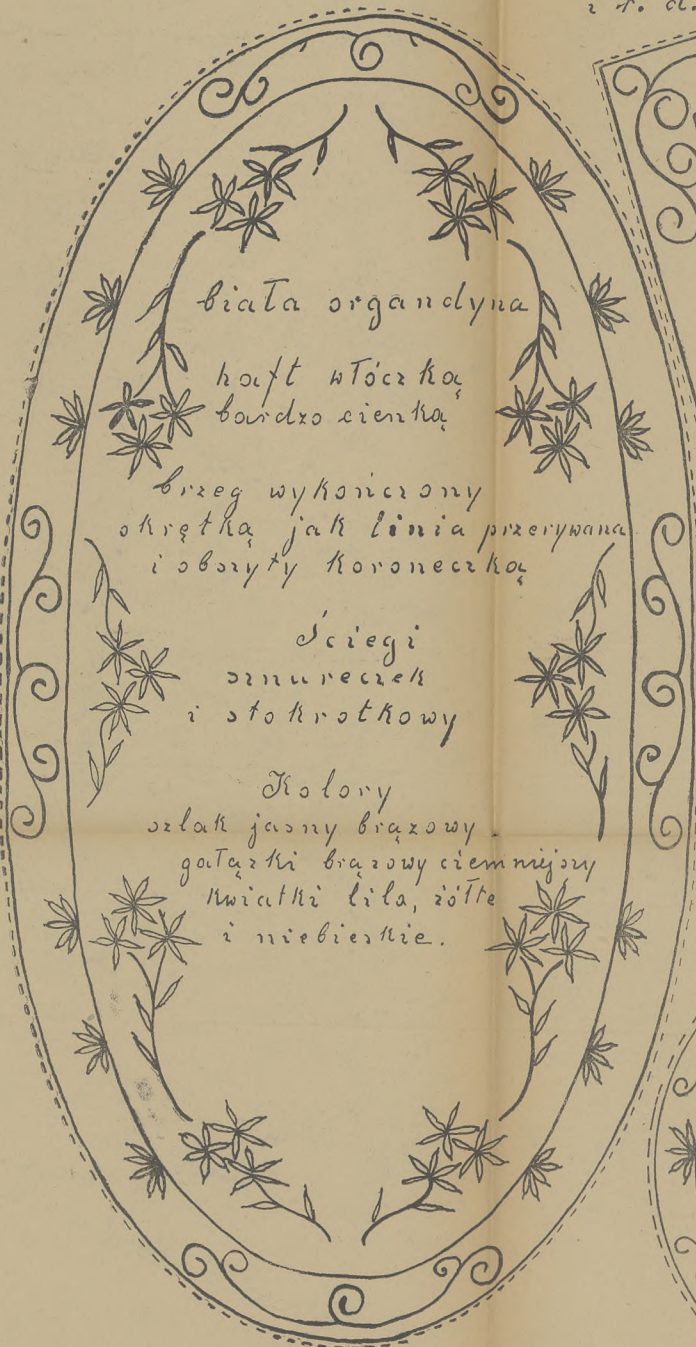 i t. d.
biała organdyna
haft włóczką
bardzo cienką
brzeg wykończony
okrętką jak linia przerywana
i obszyty koroneczką
Ściegi
sznureczek
i stokrotkowy
Kolory
szlak jasny brązowy
gałązki brązowy ciemniejszy
kwiatki lila, żółte
i niebieskie.